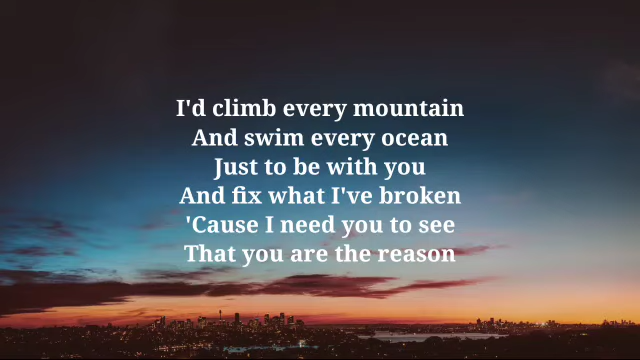 I'd climb every mountain
And swim every ocean
Just to be with you
And fix what I've broken
'Cause I need you to see
That you are the reason